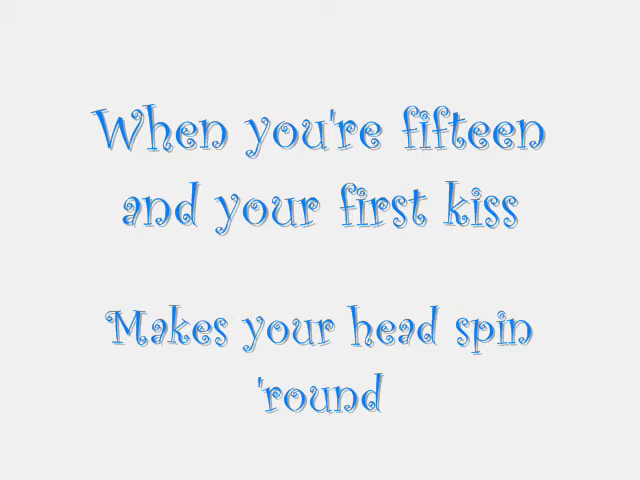 When you're fifteen
and your first kiss
Makes your head spin
'round